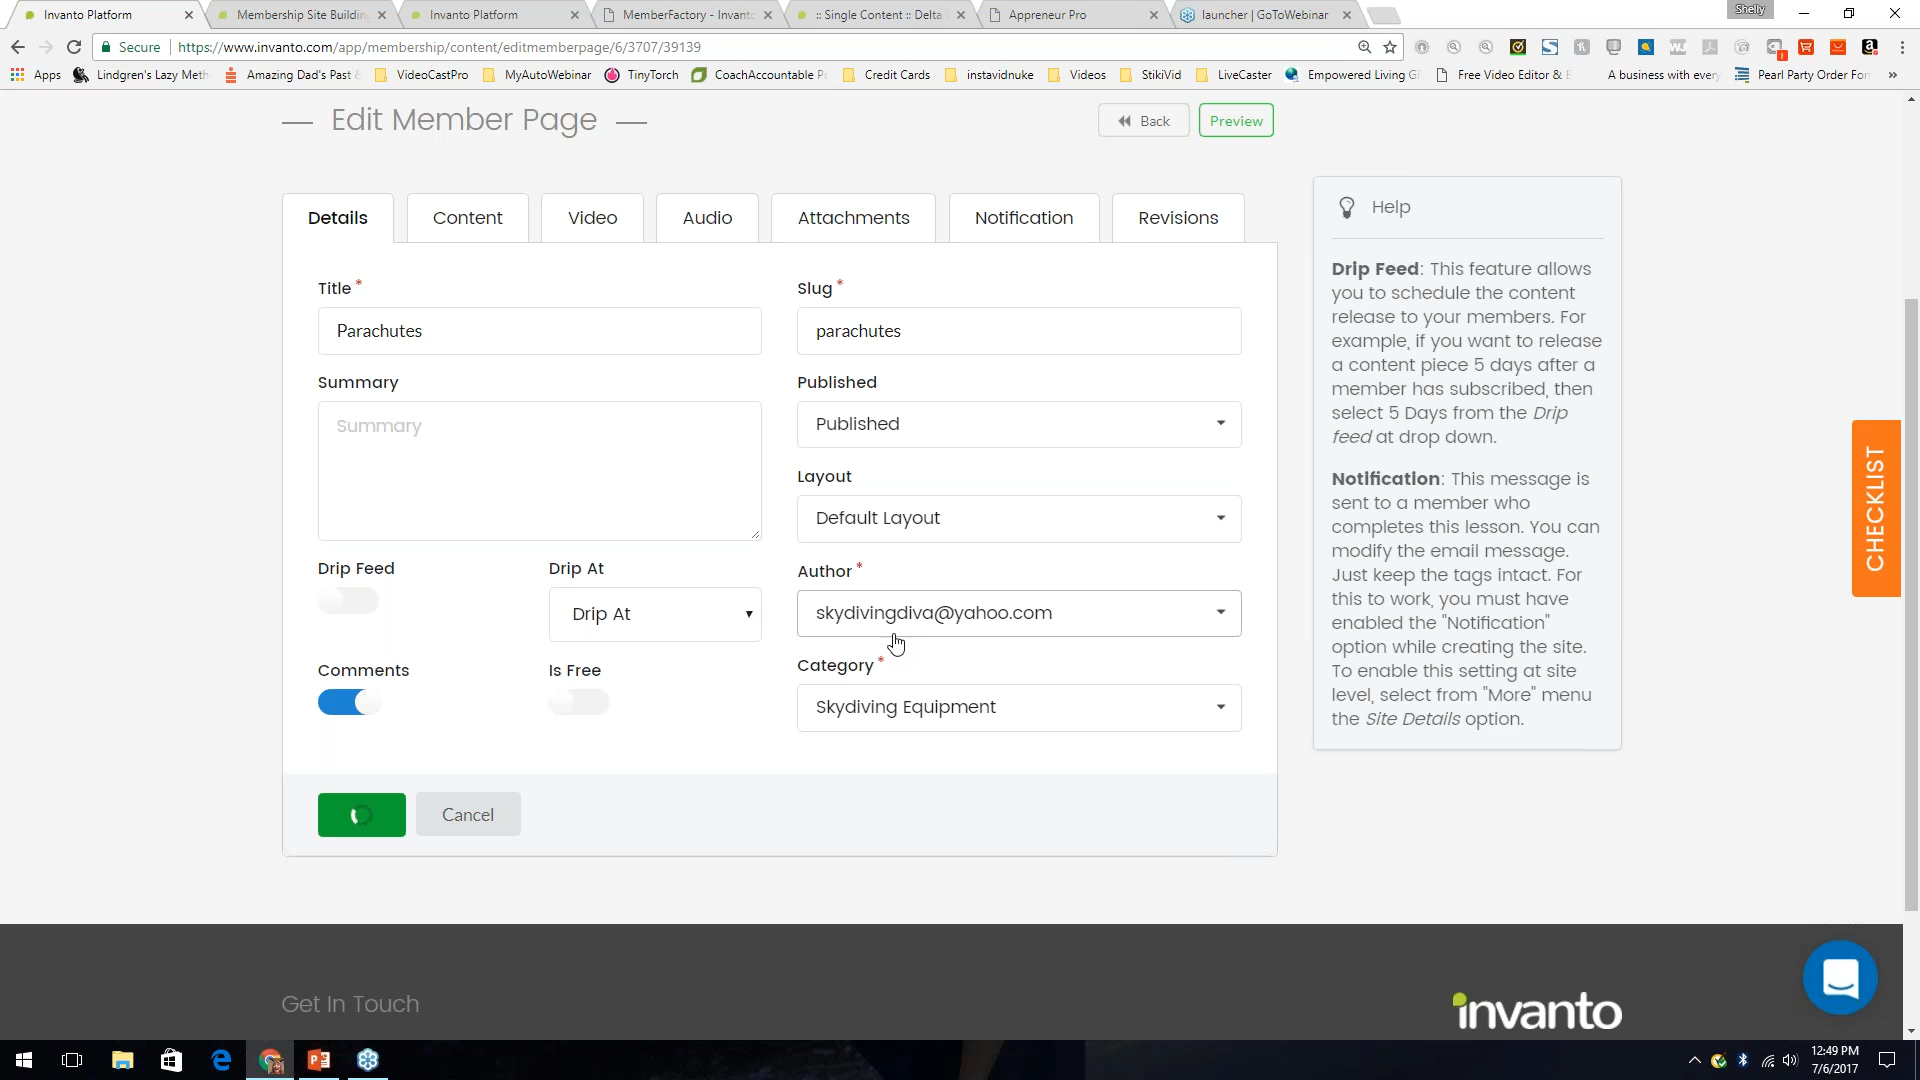 Invanto Platform
Membership Site Building
Invanto Platform
MemberFactory - Invanto
:: Single Content :: Delta
Appreneur Pro
launcher | GoToWebinar
Shelly
Secure
https://www.invanto.com/app/membership/content/editmemberpage/6/3707/39139
Apps
Lindgren's Lazy Meth
Amazing Dad's Past
VideoCastPro
MyAutoWebinar
TinyTorch
CoachAccountable P
Credit Cards
instavidnuke
Videos
StikiVid
LiveCaster
Empowered Living G
Free Video Editor &
A business with every
Pearl Party Order For
»
Edit Member Page
Back
Preview
Details
Content
Video
Audio
Attachments
Notification
Revisions
Title *
Slug *
Parachutes
parachutes
Summary
Published
Summary
Published
Layout
Default Layout
Drip Feed
Drip At
Author *
Drip At
skydivingdiva@yahoo.com
Comments
Is Free
Category *
Skydiving Equipment
Cancel
Help
Drip Feed: This feature allows
you to schedule the content
release to your members. For
example, if you want to release
a content piece 5 days after a
member has subscribed, then
select 5 Days from the Drip
feed at drop down.
Notification: This message is
sent to a member who
completes this lesson. You can
modify the email message.
Just keep the tags intact. For
this to work, you must have
enabled the "Notification"
option while creating the site.
To enable this setting at site
level, select from "More" menu
the Site Details option.
CHECKLIST
Get In Touch
invanto
12:49 PM
7/6/2017